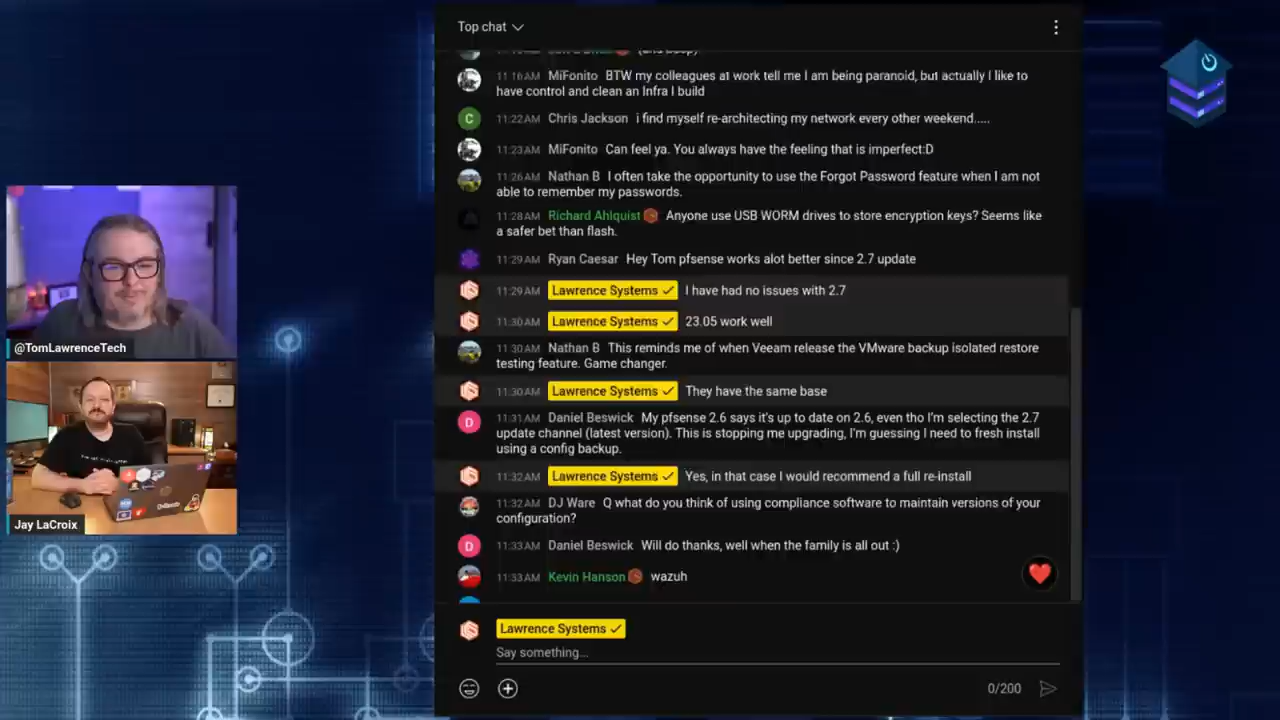 Top chat
(and beep)
11:16 AM MiFonito BTW my colleagues at work tell me I am being paranoid, but actually I like to
have control and clean an Infra I build
11:22 AM Chris Jackson i find myself re-architecting my network every other weekend.....
11:23 AM MiFonito Can feel ya. You always have the feeling that is imperfect:D
11:26 AM Nathan B I often take the opportunity to use the Forgot Password feature when I am not
able to remember my passwords.
11:28 AM Richard Ahlquist Anyone use USB WORM drives to store encryption keys? Seems like
a safer bet than flash.
11:29 AM Ryan Caesar Hey Tom pfsense works alot better since 2.7 update
11:29 AM Lawrence Systems I have had no issues with 2.7
11:30 AM Lawrence Systems 23.05 work well
11:30 AM Nathan B This reminds me of when Veeam release the VMware backup isolated restore
testing feature. Game changer.
11:30 AM Lawrence Systems They have the same base
11:31 AM Daniel Beswick My pfsense 2.6 says it's up to date on 2.6, even tho I'm selecting the 2.7
update channel (latest version). This is stopping me upgrading, I'm guessing I need to fresh install
using a config backup.
11:32 AM Lawrence Systems Yes, in that case I would recommend a full re-install
11:32 AM DJ Ware Q what do you think of using compliance software to maintain versions of your
configuration?
11:33 AM Daniel Beswick Will do thanks, well when the family is all out :)
11:33 AM Kevin Hanson wazuh
Lawrence Systems
Say something...
0/200
C
D
D
@TomLawrenceTech
Jay LaCroix